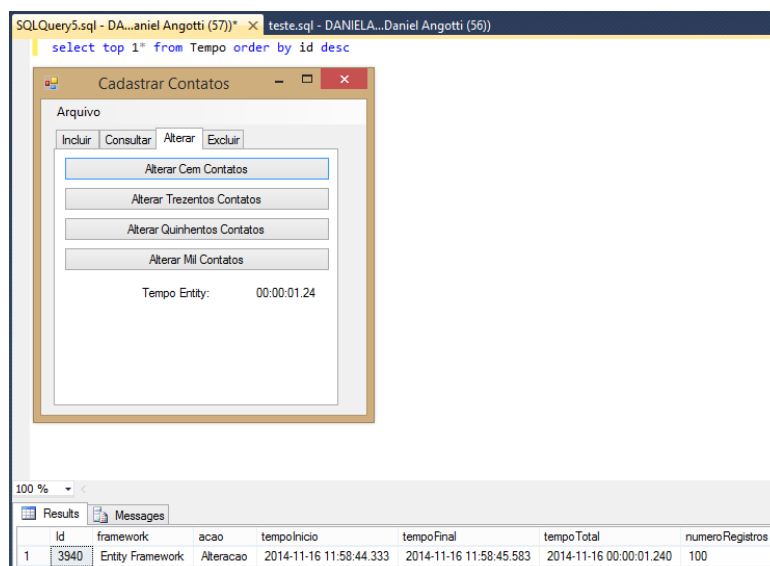 SQLQuery5.sql - DA...aniel Angotti (57))* × teste.sql - DANIELA...Daniel Angotti (56))
select top 1* from Tempo order by id desc
Cadastrar Contatos
Arquivo
Incluir Consultar Alterar Excluir
Alterar Cem Contatos
Alterar Trezentos Contatos
Alterar Quinhentos Contatos
Alterar Mil Contatos
Tempo Entity: 00:00:01.24
100 %
Results Messages
Id framework acao tempoInicio tempoFinal tempoTotal numeroRegistros
1 3940 Entity Framework Alteracao 2014-11-16 11:58:44.333 2014-11-16 11:58:45.583 2014-11-16 00:00:01.240 100